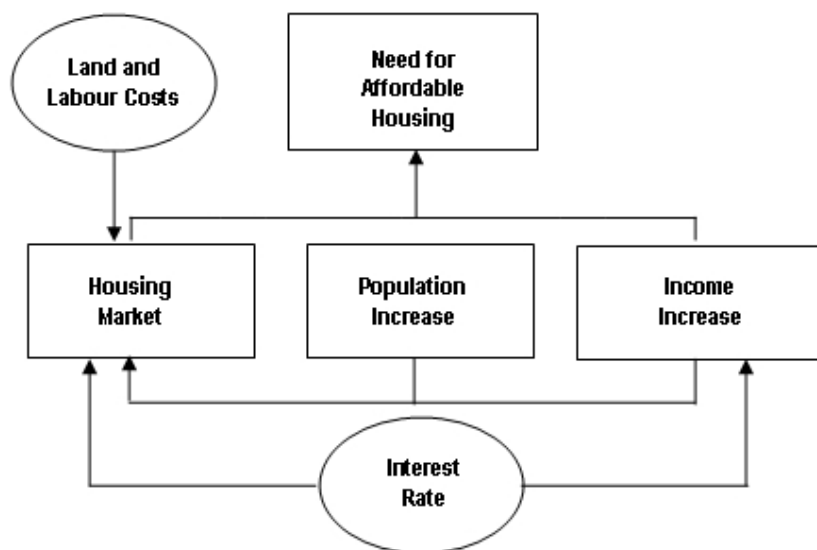 Land and
Labour Costs
Need for
Affordable
Housing
Housing
Market
Population
Increase
Income
Increase
Interest
Rate